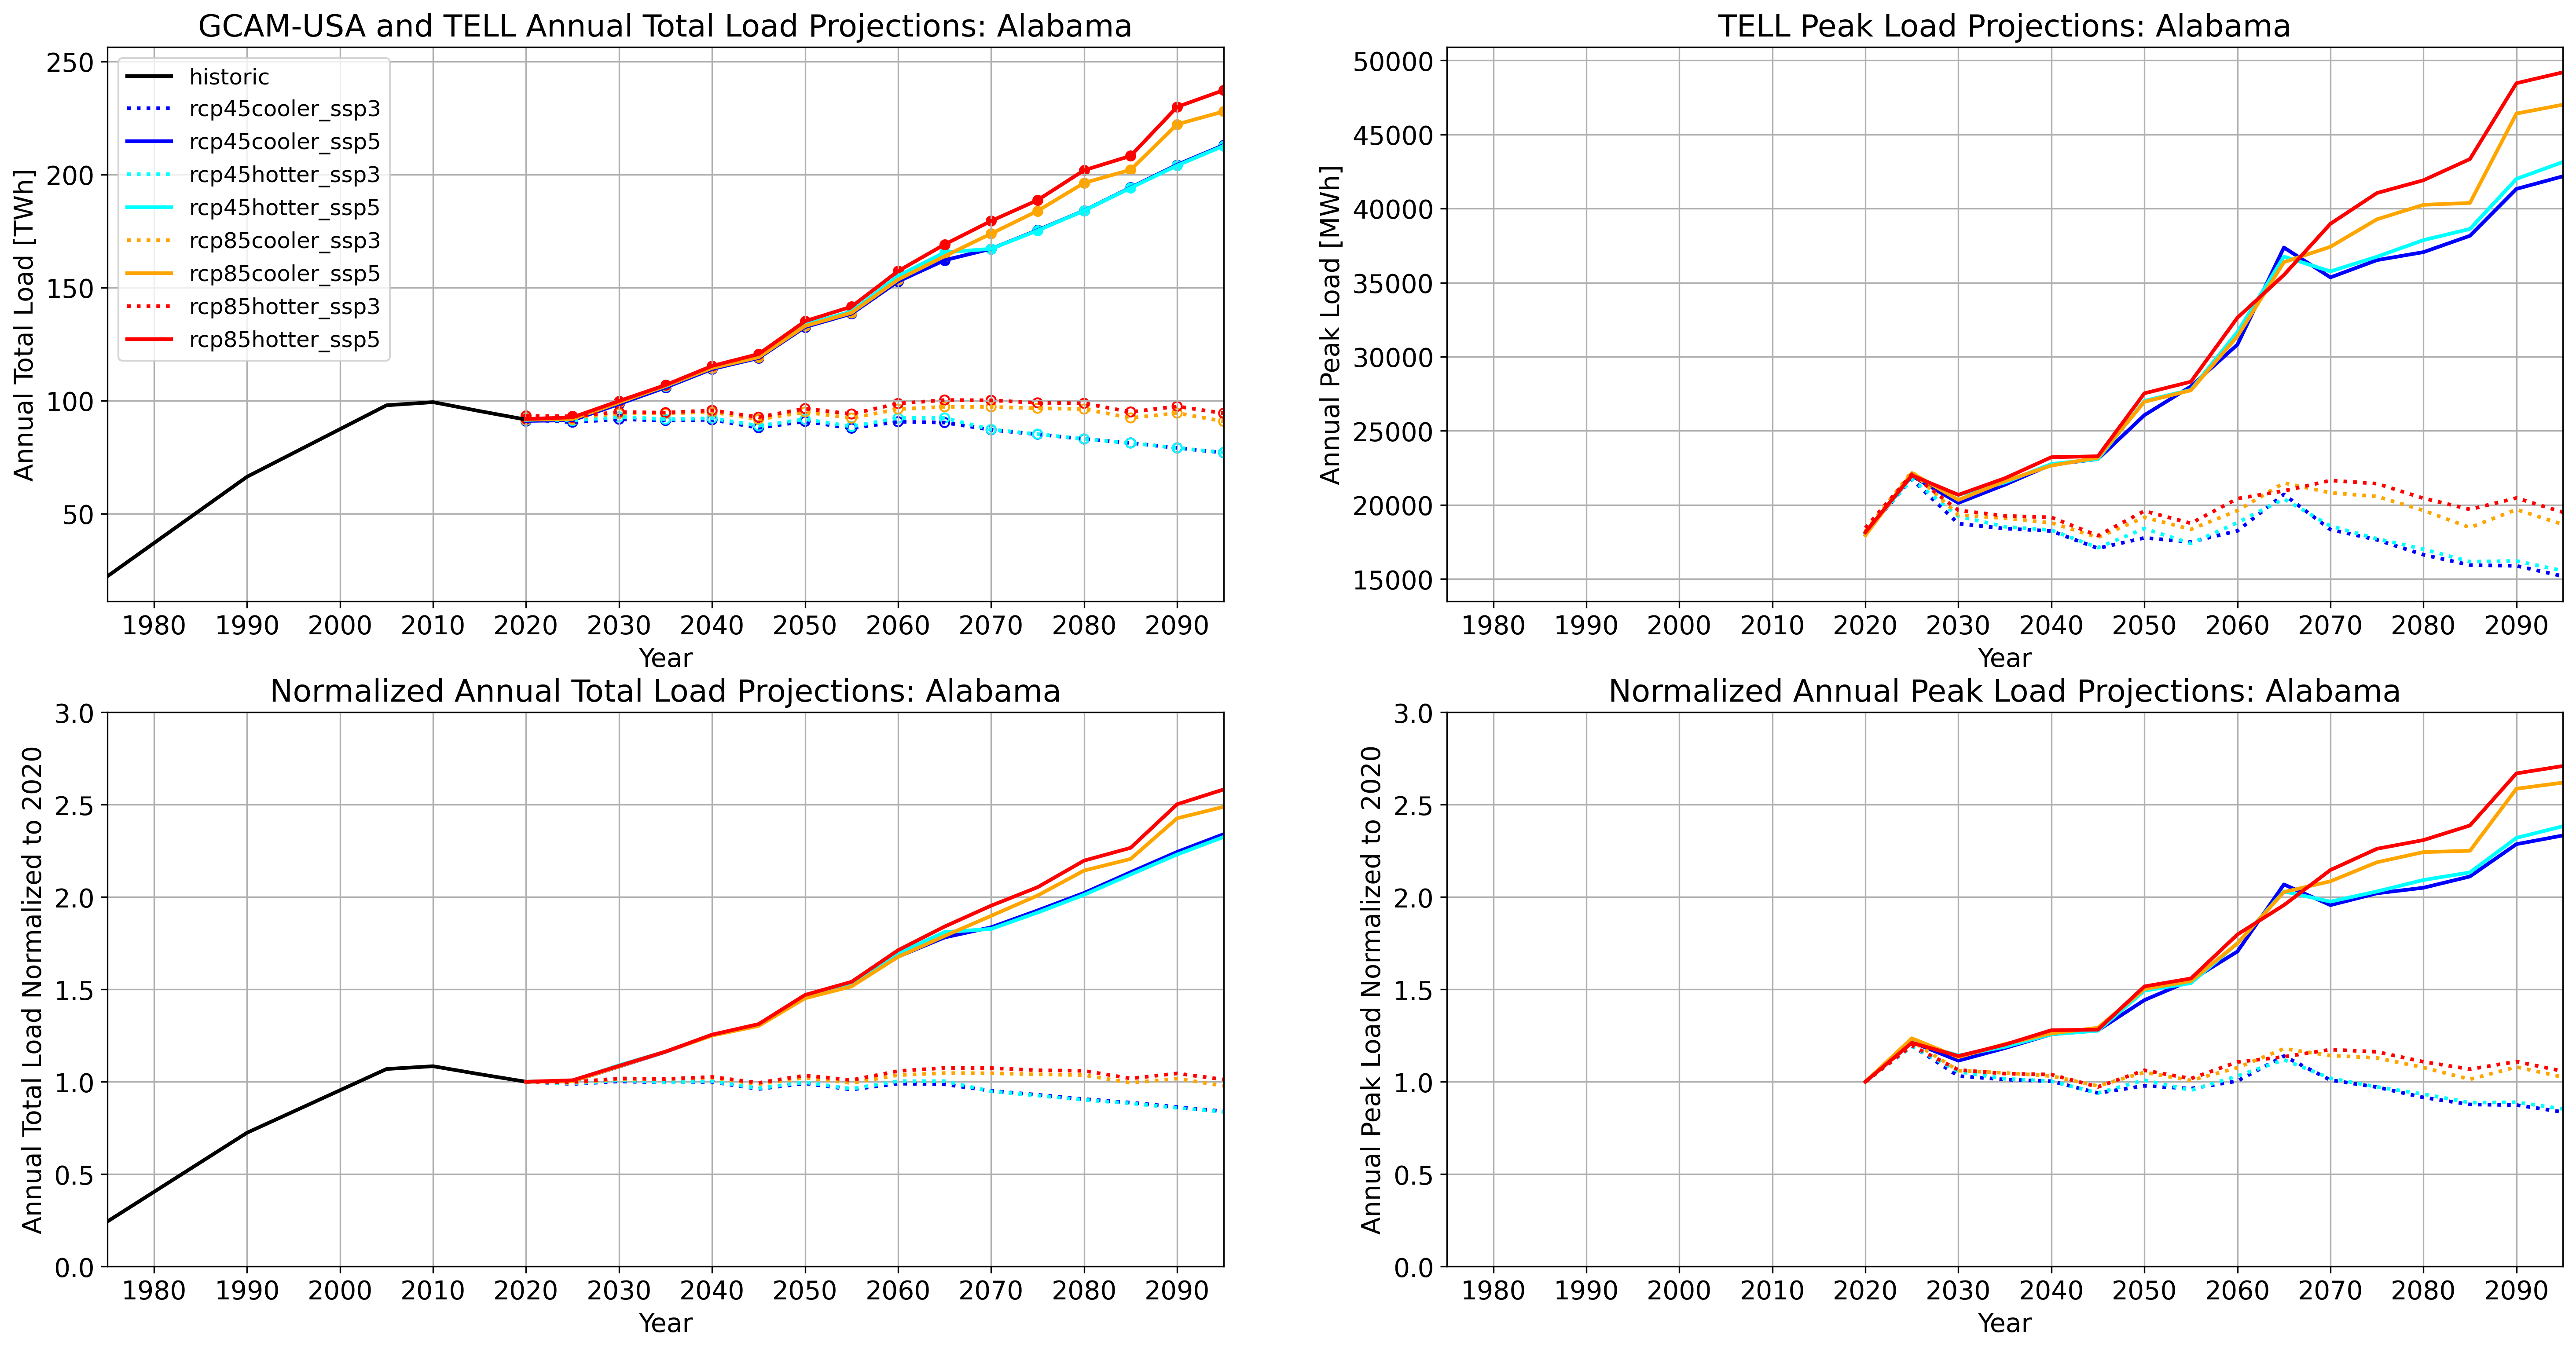 GCAM-USA and TELL Annual Total Load Projections: Alabama
Annual Total Load [TWh]
250
200
150
100
50
historic
rcp45cooler_ssp3
rcp45cooler_ssp5
rcp45hotter_ssp3
rcp45hotter_ssp5
rcp85cooler_ssp3
rcp85cooler_ssp5
rcp85hotter_ssp3
rcp85hotter_ssp5
1980 1990 2000 2010 2020 2030 2040 2050 2060 2070 2080 2090
Year
TELL Peak Load Projections: Alabama
Annual Peak Load [MWh]
50000
45000
40000
35000
30000
25000
20000
15000
1980 1990 2000 2010 2020 2030 2040 2050 2060 2070 2080 2090
Year
Normalized Annual Total Load Projections: Alabama
Annual Total Load Normalized to 2020
3.0
2.5
2.0
1.5
1.0
0.5
0.0
1980 1990 2000 2010 2020 2030 2040 2050 2060 2070 2080 2090
Year
Normalized Annual Peak Load Projections: Alabama
Annual Peak Load Normalized to 2020
3.0
2.5
2.0
1.5
1.0
0.5
0.0
1980 1990 2000 2010 2020 2030 2040 2050 2060 2070 2080 2090
Year